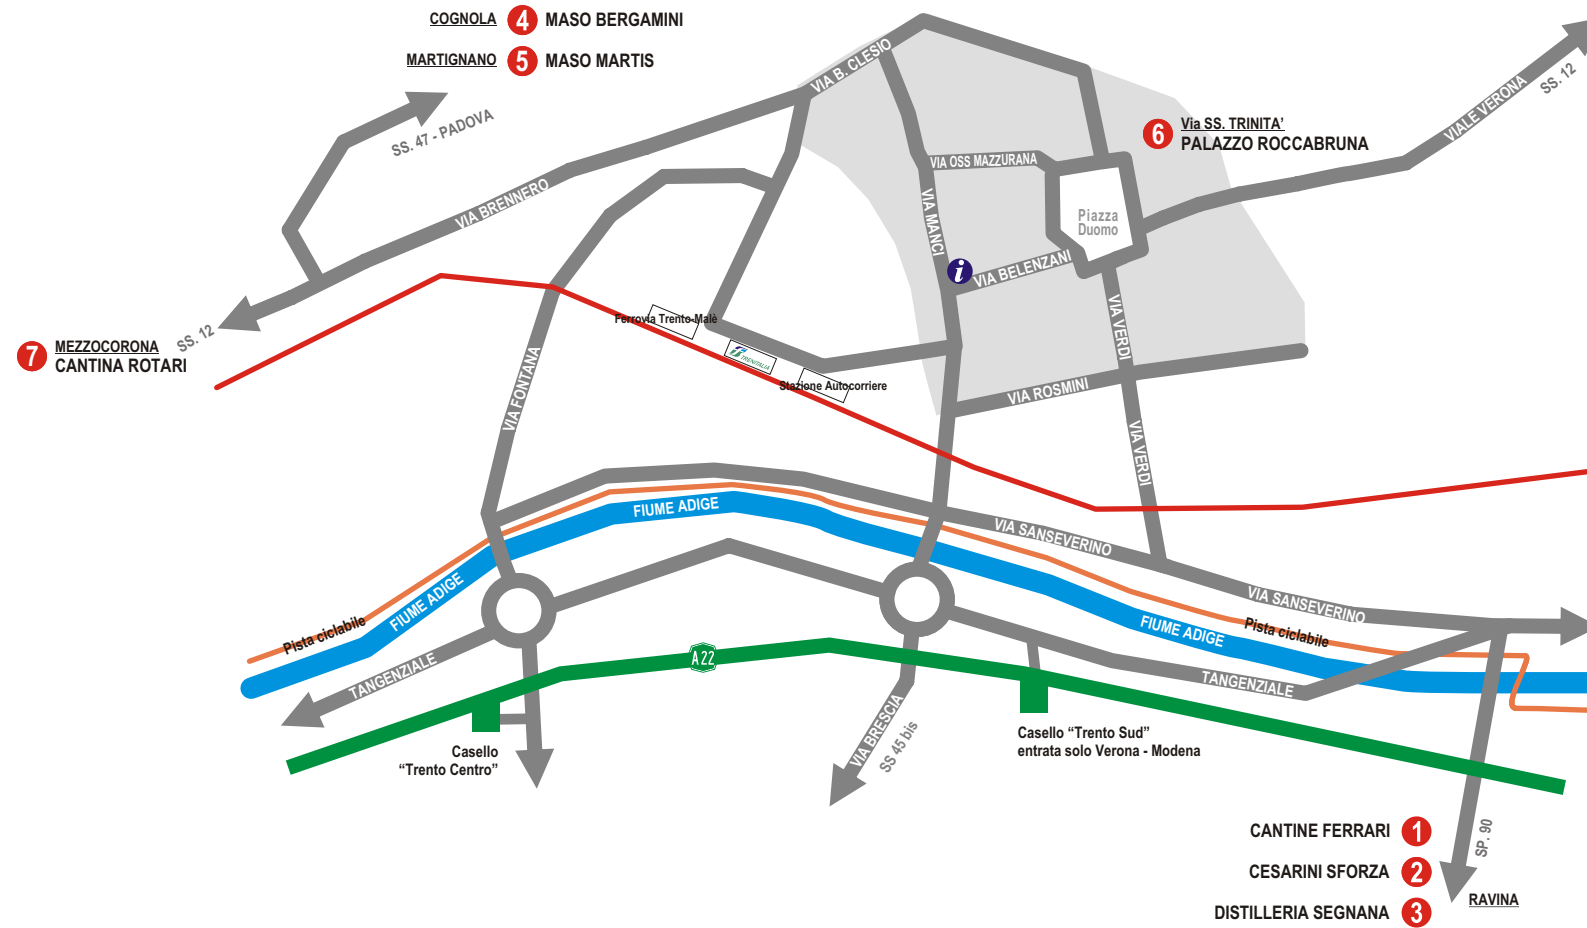 COGNOLA 4 MASO BERGAMINI
MARTIGNANO 5 MASO MARTIS
SS. 47 - PADOVA
VIA B. CLESIO
SS. 12
VIALE VERONA
6 Via SS. TRINITA’
PALAZZO ROCCABRUNA
VIA OSS MAZZURANA
VIA BRENNERO
VIA MANCI
Piazza
Duomo
i
VIA BELENZANI
VIA VERDI
SS. 12
7 MEZZOCORONA
CANTINA ROTARI
Ferrovia Trento-Malè
TRENITALIA
Stazione Autocorriere
VIA FONTANA
VIA ROSMINI
VIA VERDI
FIUME ADIGE
VIA SANSEVERINO
FIUME ADIGE
VIA SANSEVERINO
Pista ciclabile
FIUME ADIGE
Pista ciclabile
TANGENZIALE
A 22
TANGENZIALE
VIA BRESCIA
SS 45 bis
Casello
“Trento Centro”
Casello “Trento Sud”
entrata solo Verona - Modena
CANTINE FERRARI 1
CESARINI SFORZA 2
DISTILLERIA SEGNANA 3
SP. 90
RAVINA